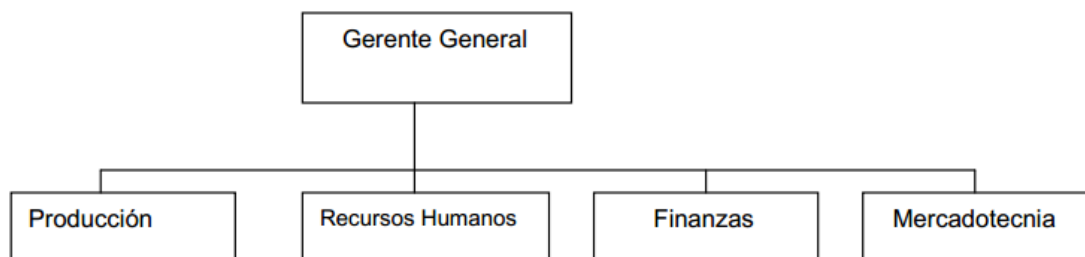 Gerente General
Producción
Recursos Humanos
Finanzas
Mercadotecnia